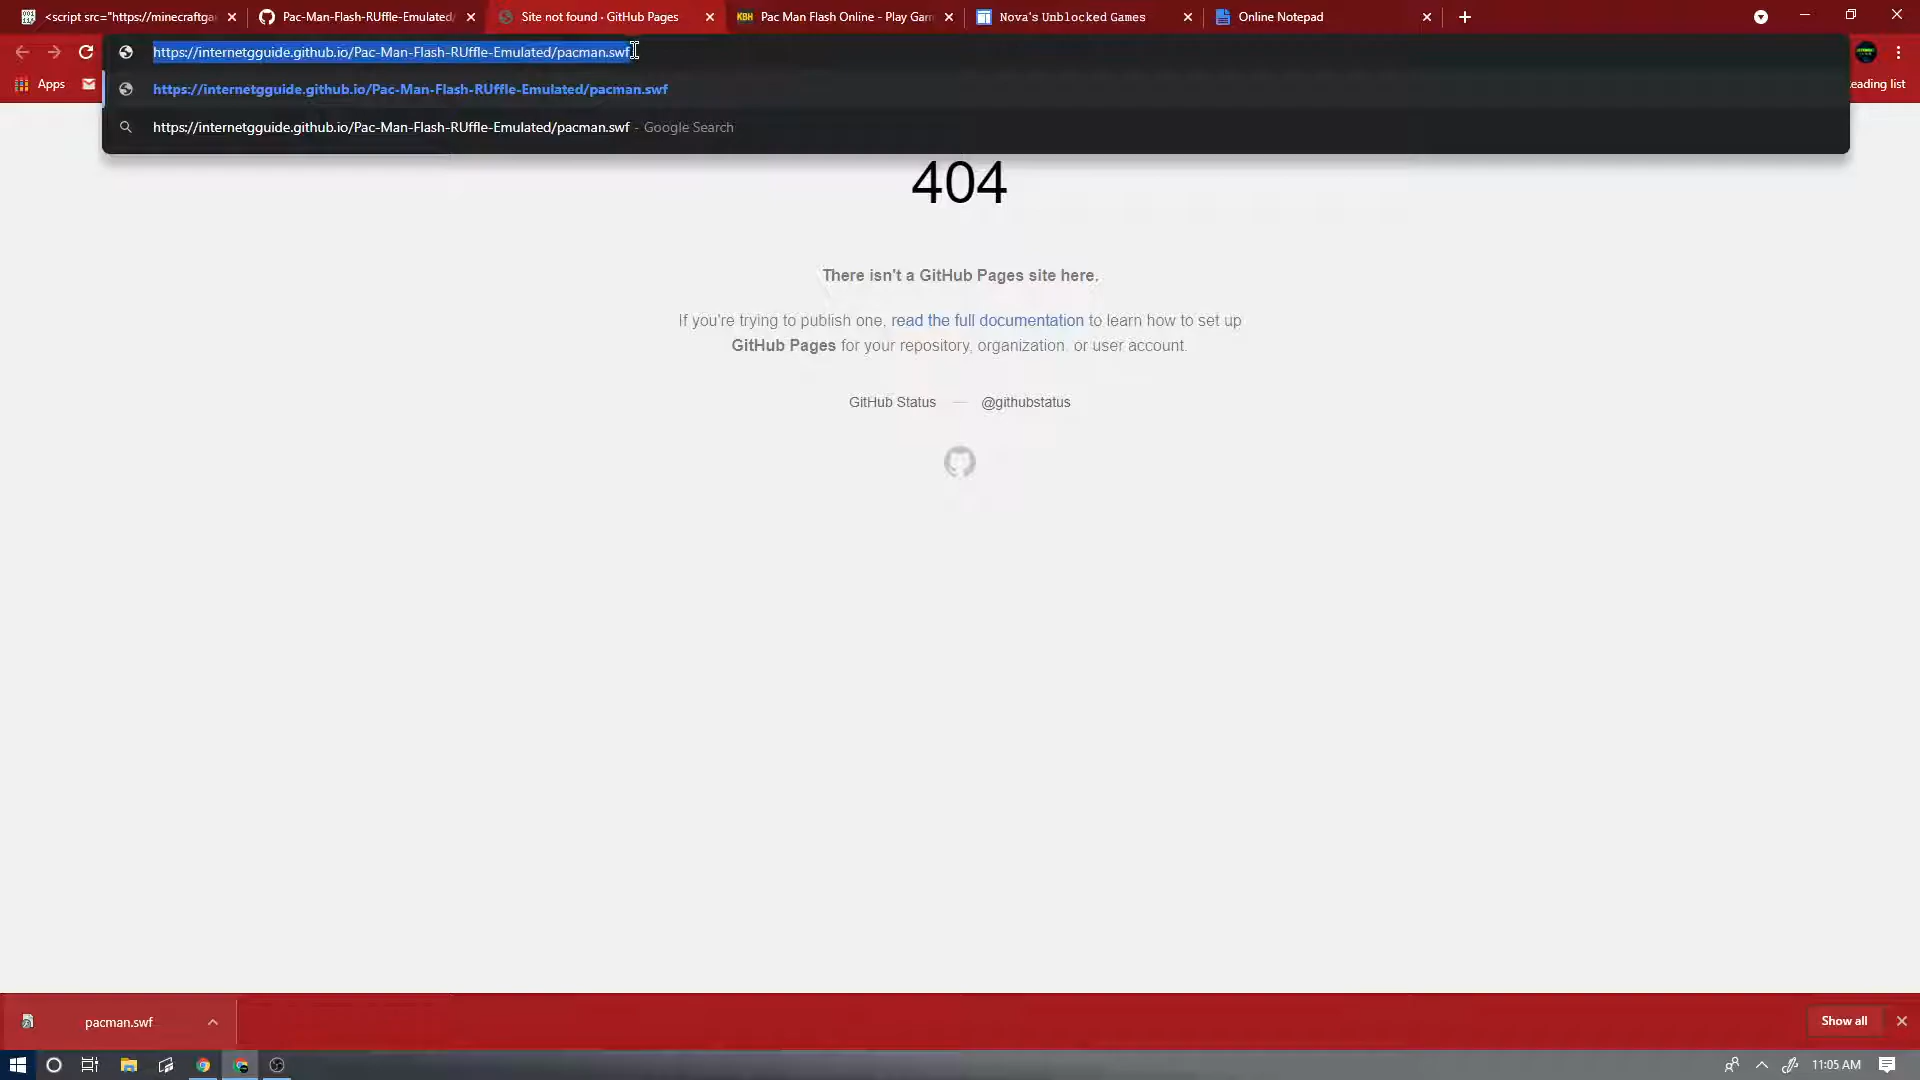 <script src="https://minecraftga
Pac-Man-Flash-RUffle-Emulated/
Site not found · GitHub Pages
KBH
Pac Man Flash Online - Play Gam
Nova's Unblocked Games
Online Notepad
https://internetgguide.github.io/Pac-Man-Flash-RUffle-Emulated/pacman.swf
Apps
https://internetgguide.github.io/Pac-Man-Flash-RUffle-Emulated/pacman.swf
eading list
https://internetgguide.github.io/Pac-Man-Flash-RUffle-Emulated/pacman.swf - Google Search
404
There isn't a GitHub Pages site here.
If you're trying to publish one, read the full documentation to learn how to set up
GitHub Pages for your repository, organization, or user account.
GitHub Status — @githubstatus
pacman.swf
Show all
11:05 AM